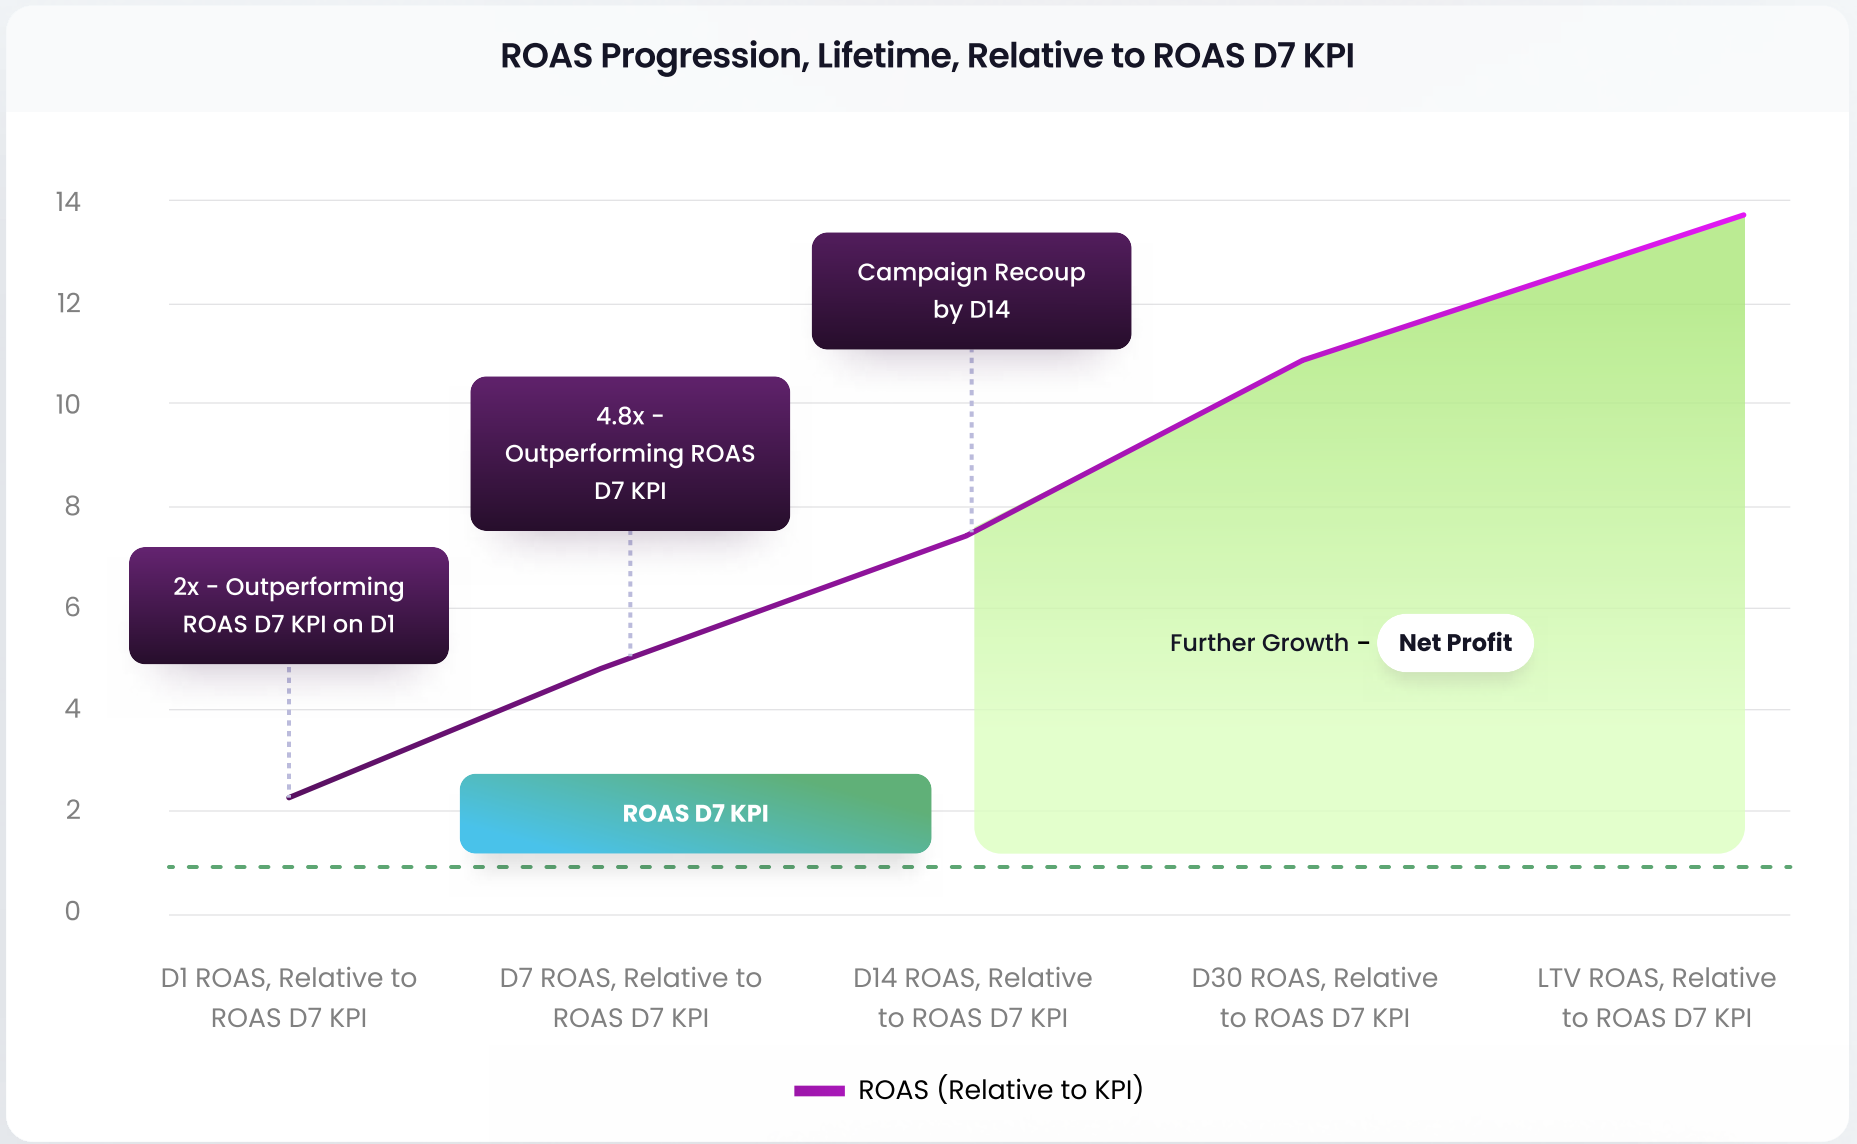 ROAS Progression, Lifetime, Relative to ROAS D7 KPI
14
12
10
8
6
4
2
0
Campaign Recoup
by D14
4.8x -
Outperforming ROAS
D7 KPI
2x - Outperforming
ROAS D7 KPI on D1
Further Growth - Net Profit
ROAS D7 KPI
D1 ROAS, Relative to
ROAS D7 KPI
D7 ROAS, Relative to
ROAS D7 KPI
D14 ROAS, Relative
to ROAS D7 KPI
D30 ROAS, Relative
to ROAS D7 KPI
LTV ROAS, Relative
to ROAS D7 KPI
ROAS (Relative to KPI)